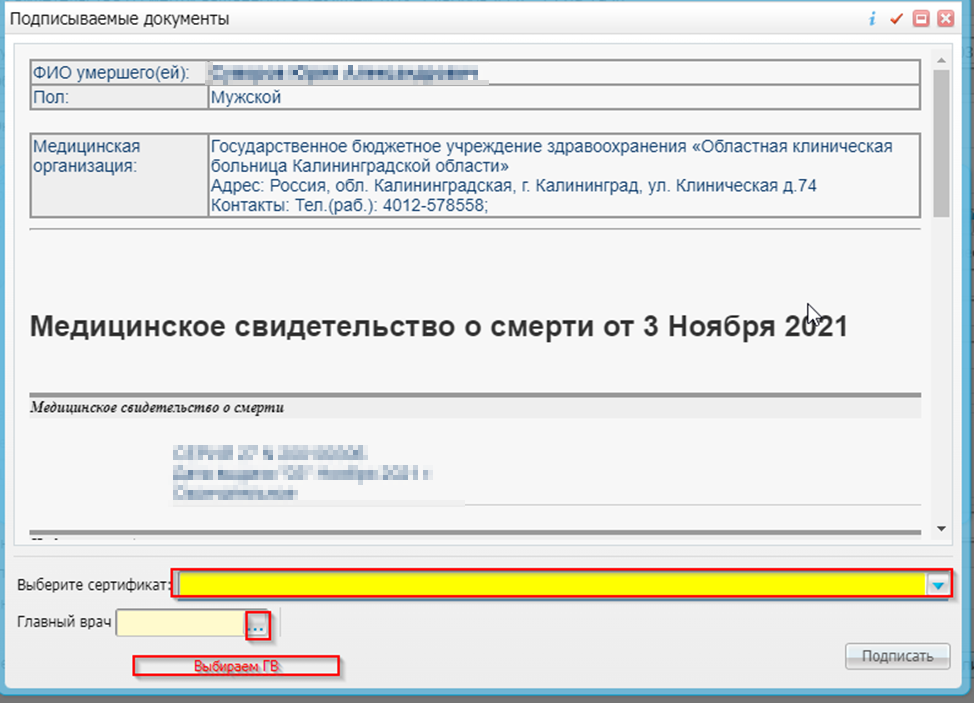 Подписываемые документы
ФИО умершего(ей):
Пол: Мужской
Медицинская организация:
Государственное бюджетное учреждение здравоохранения «Областная клиническая
больница Калининградской области»
Адрес: Россия, обл. Калининградская, г. Калининград, ул. Клиническая д.74
Контакты: Тел.(раб.): 4012-578558;
Медицинское свидетельство о смерти от 3 Ноября 2021
Медицинское свидетельство о смерти
Выберите сертификат:
Главный врач ...
Выбираем ГВ
Подписать